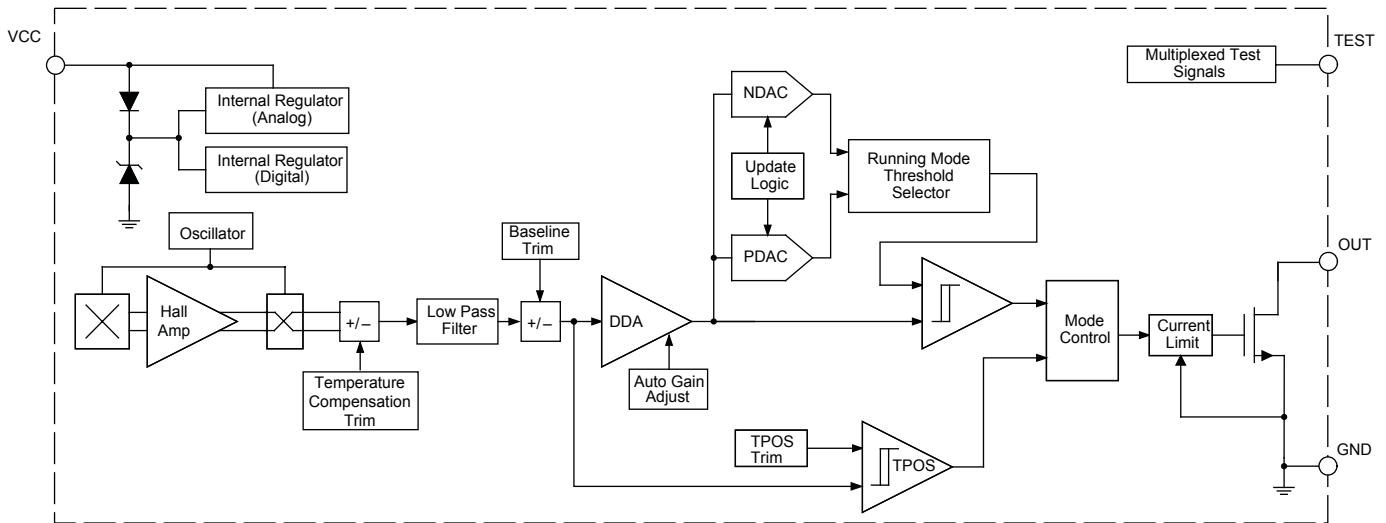 VCC
TEST
Multiplexed Test
Signals
Internal Regulator
(Analog)
Internal Regulator
(Digital)
NDAC
Update
Logic
PDAC
Running Mode
Threshold
Selector
Oscillator
Baseline
Trim
OUT
Hall
Amp
+/–
Low Pass
Filter
+/–
DDA
Mode
Control
Current
Limit
Temperature
Compensation
Trim
Auto Gain
Adjust
TPOS
Trim
TPOS
GND